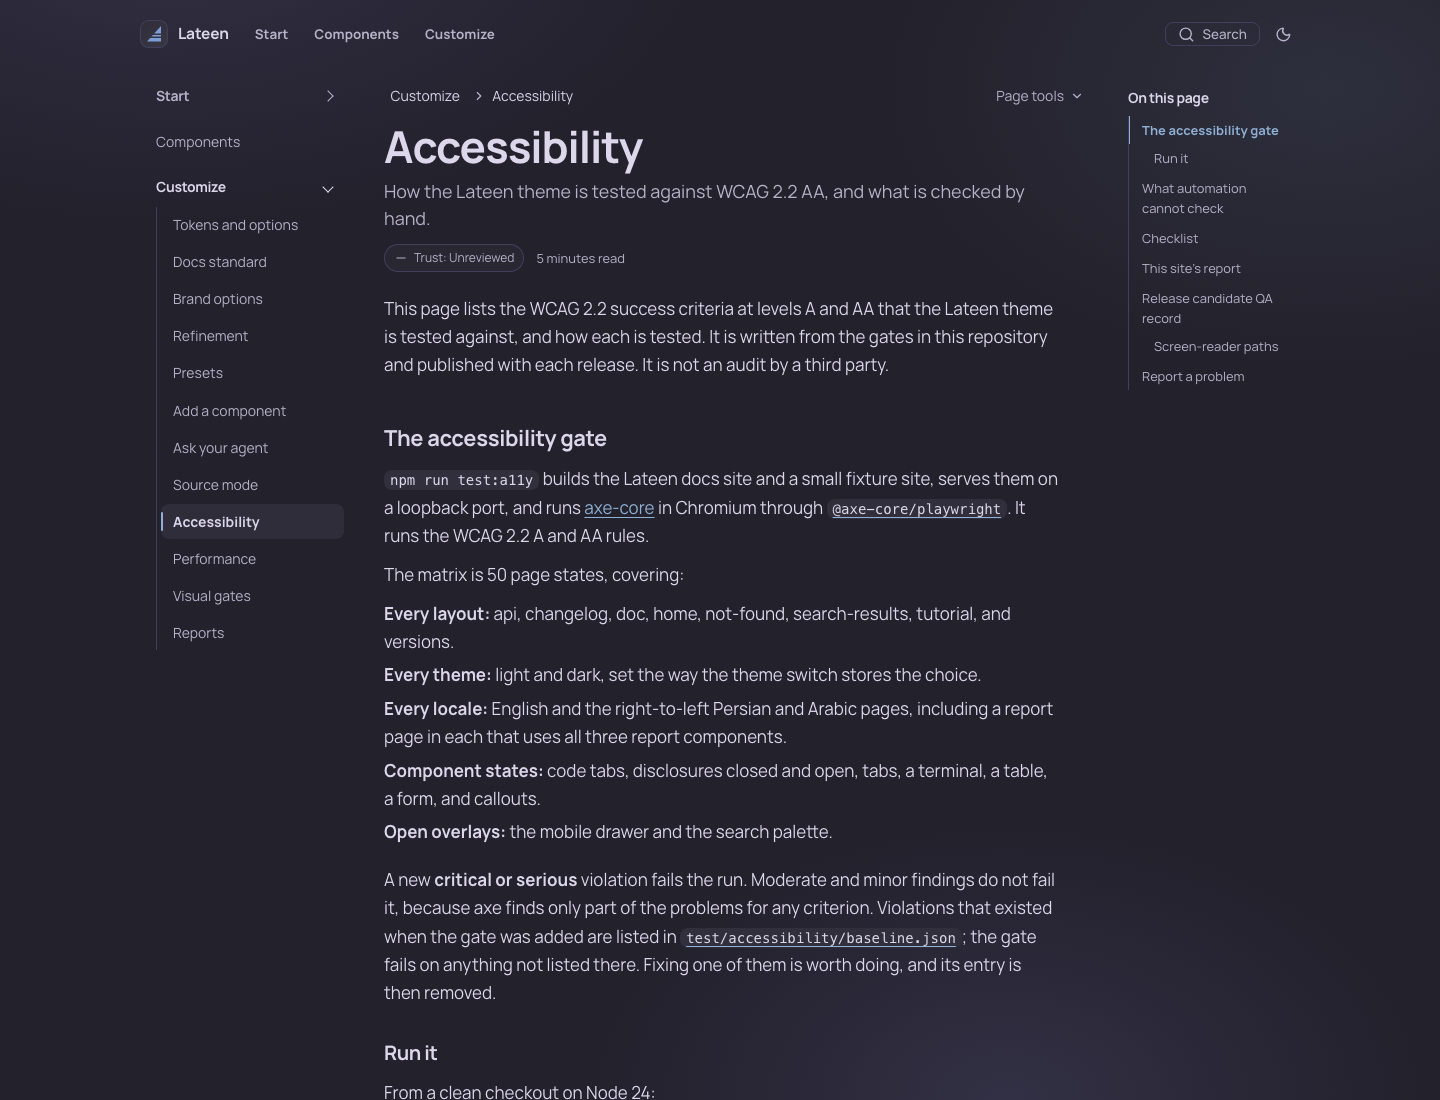 Lateen
Start
Components
Customize
Search
Start
Components
Customize
Tokens and options
Docs standard
Brand options
Refinement
Presets
Add a component
Ask your agent
Source mode
Accessibility
Performance
Visual gates
Reports
Customize
Accessibility
Page tools
Accessibility
How the Lateen theme is tested against WCAG 2.2 AA, and what is checked by
hand.
Trust: Unreviewed
5 minutes read
This page lists the WCAG 2.2 success criteria at levels A and AA that the Lateen theme
is tested against, and how each is tested. It is written from the gates in this repository
and published with each release. It is not an audit by a third party.
The accessibility gate
npm run test:a11y builds the Lateen docs site and a small fixture site, serves them on
a loopback port, and runs axe-core in Chromium through @axe-core/playwright. It
runs the WCAG 2.2 A and AA rules.
The matrix is 50 page states, covering:
Every layout: api, changelog, doc, home, not-found, search-results, tutorial, and
versions.
Every theme: light and dark, set the way the theme switch stores the choice.
Every locale: English and the right-to-left Persian and Arabic pages, including a report
page in each that uses all three report components.
Component states: code tabs, disclosures closed and open, tabs, a terminal, a table,
a form, and callouts.
Open overlays: the mobile drawer and the search palette.
A new critical or serious violation fails the run. Moderate and minor findings do not fail
it, because axe finds only part of the problems for any criterion. Violations that existed
when the gate was added are listed in test/accessibility/baseline.json; the gate
fails on anything not listed there. Fixing one of them is worth doing, and its entry is
then removed.
Run it
From a clean checkout on Node 24:
On this page
The accessibility gate
Run it
What automation
cannot check
Checklist
This site's report
Release candidate QA
record
Screen-reader paths
Report a problem